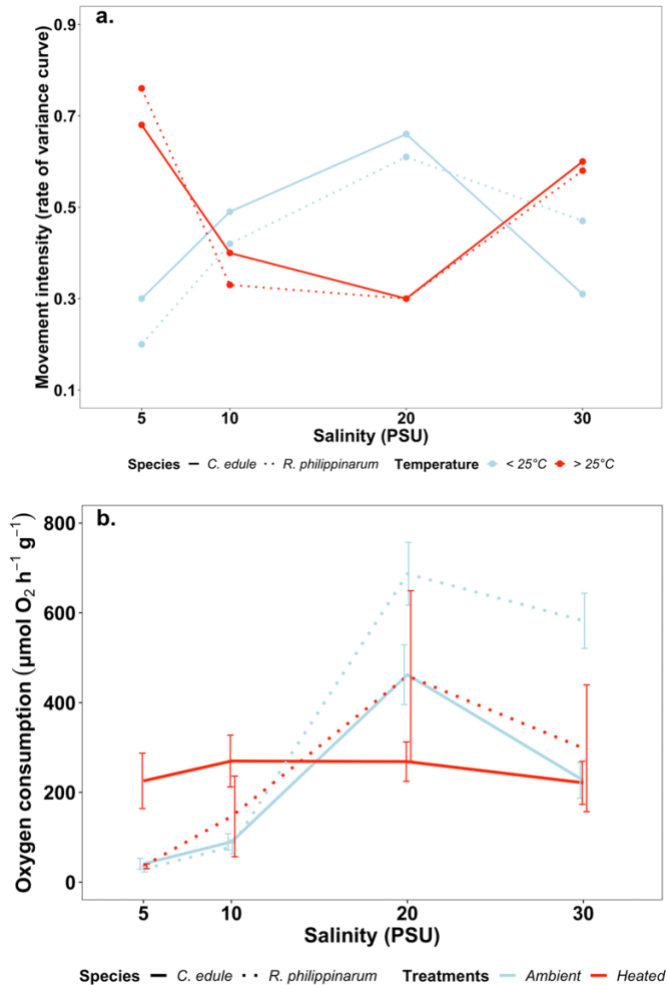 a.
Movement intensity (rate of variance curve)
0.9
0.7
0.5
0.3
0.1
5
10
20
30
Salinity (PSU)
Species C. edule R. philippinarum Temperature < 25°C > 25°C
b.
Oxygen consumption (µmol O₂ h⁻¹ g⁻¹)
800
600
400
200
0
5
10
20
30
Salinity (PSU)
Species C. edule R. philippinarum Treatments Ambient Heated